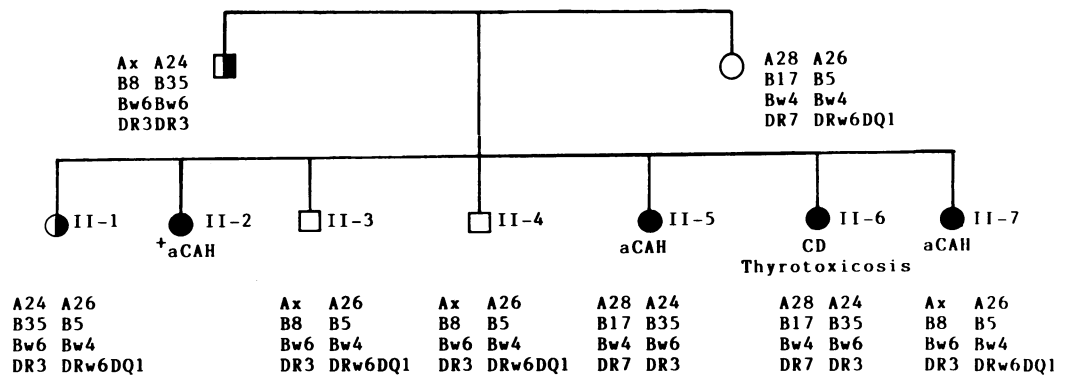 Ax A24
B8 B35
Bw6Bw6
DR3DR3
A28 A26
B17 B5
Bw4 Bw4
DR7 DRw6DQ1
II-1
II-2
+aCAH
II-3
II-4
II-5
aCAH
II-6
CD
Thyrotoxicosis
II-7
aCAH
A24 A26
B35 B5
Bw6 Bw4
DR3 DRw6DQ1
Ax A26
B8 B5
Bw6 Bw4
DR3 DRw6DQ1
Ax A26
B8 B5
Bw6 Bw4
DR3 DRw6DQ1
A28 A24
B17 B35
Bw4 Bw6
DR7 DR3
A28 A24
B17 B35
Bw4 Bw6
DR7 DR3
Ax A26
B8 B5
Bw6 Bw4
DR3 DRw6DQ1